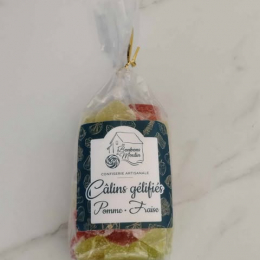 CONFISERIE ARTISANALE
Câlins gélifiés
Pomme - Fraise